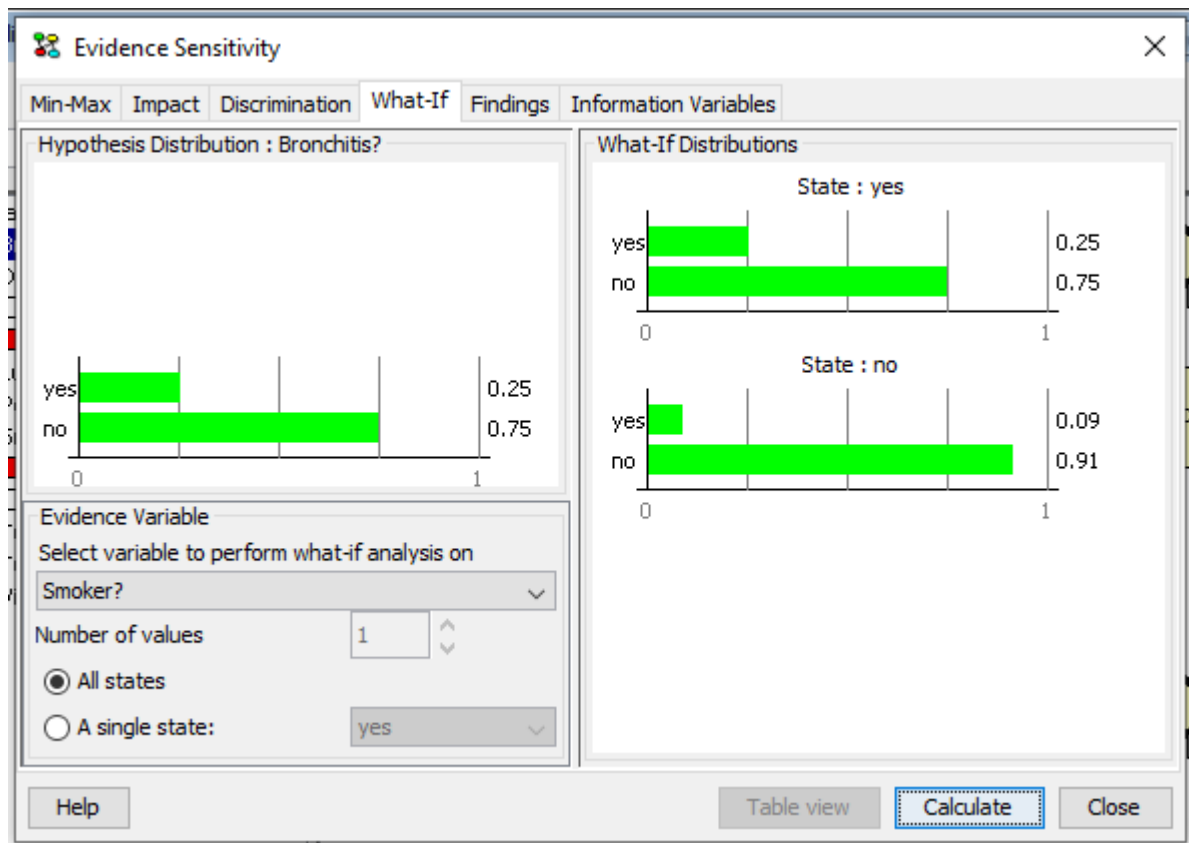 Evidence Sensitivity
Min-Max Impact Discrimination What-If Findings Information Variables
Hypothesis Distribution : Bronchitis?
yes 0.25
no 0.75
0 1
Evidence Variable
Select variable to perform what-if analysis on
Smoker?
Number of values 1
All states
A single state: yes
What-If Distributions
State : yes
yes 0.25
no 0.75
0 1
State : no
yes 0.09
no 0.91
0 1
Help Table view Calculate Close